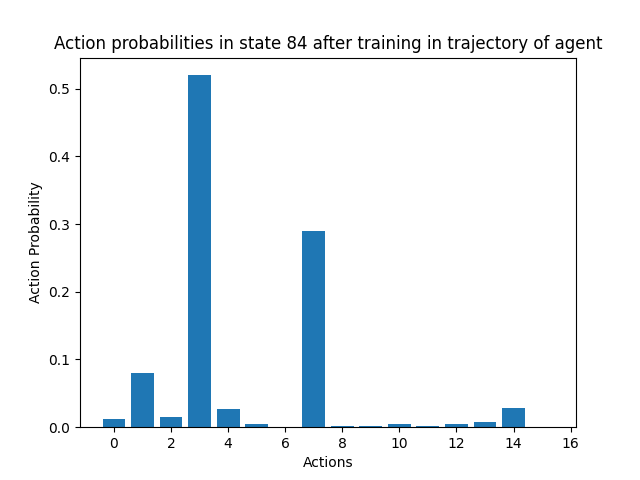 Action probabilities in state 84 after training in trajectory of agent
0.5
0.4
0.3
0.2
0.1
0.0
Action Probability
0 2 4 6 8 10 12 14 16
Actions